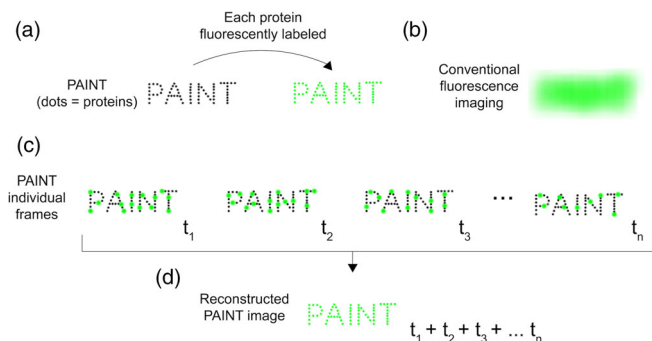 (a)
Each protein
fluorescently labeled
PAINT
(dots = proteins)
PAINT
PAINT
(b)
Conventional
fluorescence
imaging
(c)
PAINT
individual
frames
PAINT
t1
PAINT
t2
PAINT
t3
...
PAINT
tn
(d)
Reconstructed
PAINT image
PAINT
t1 + t2 + t3 + ... tn